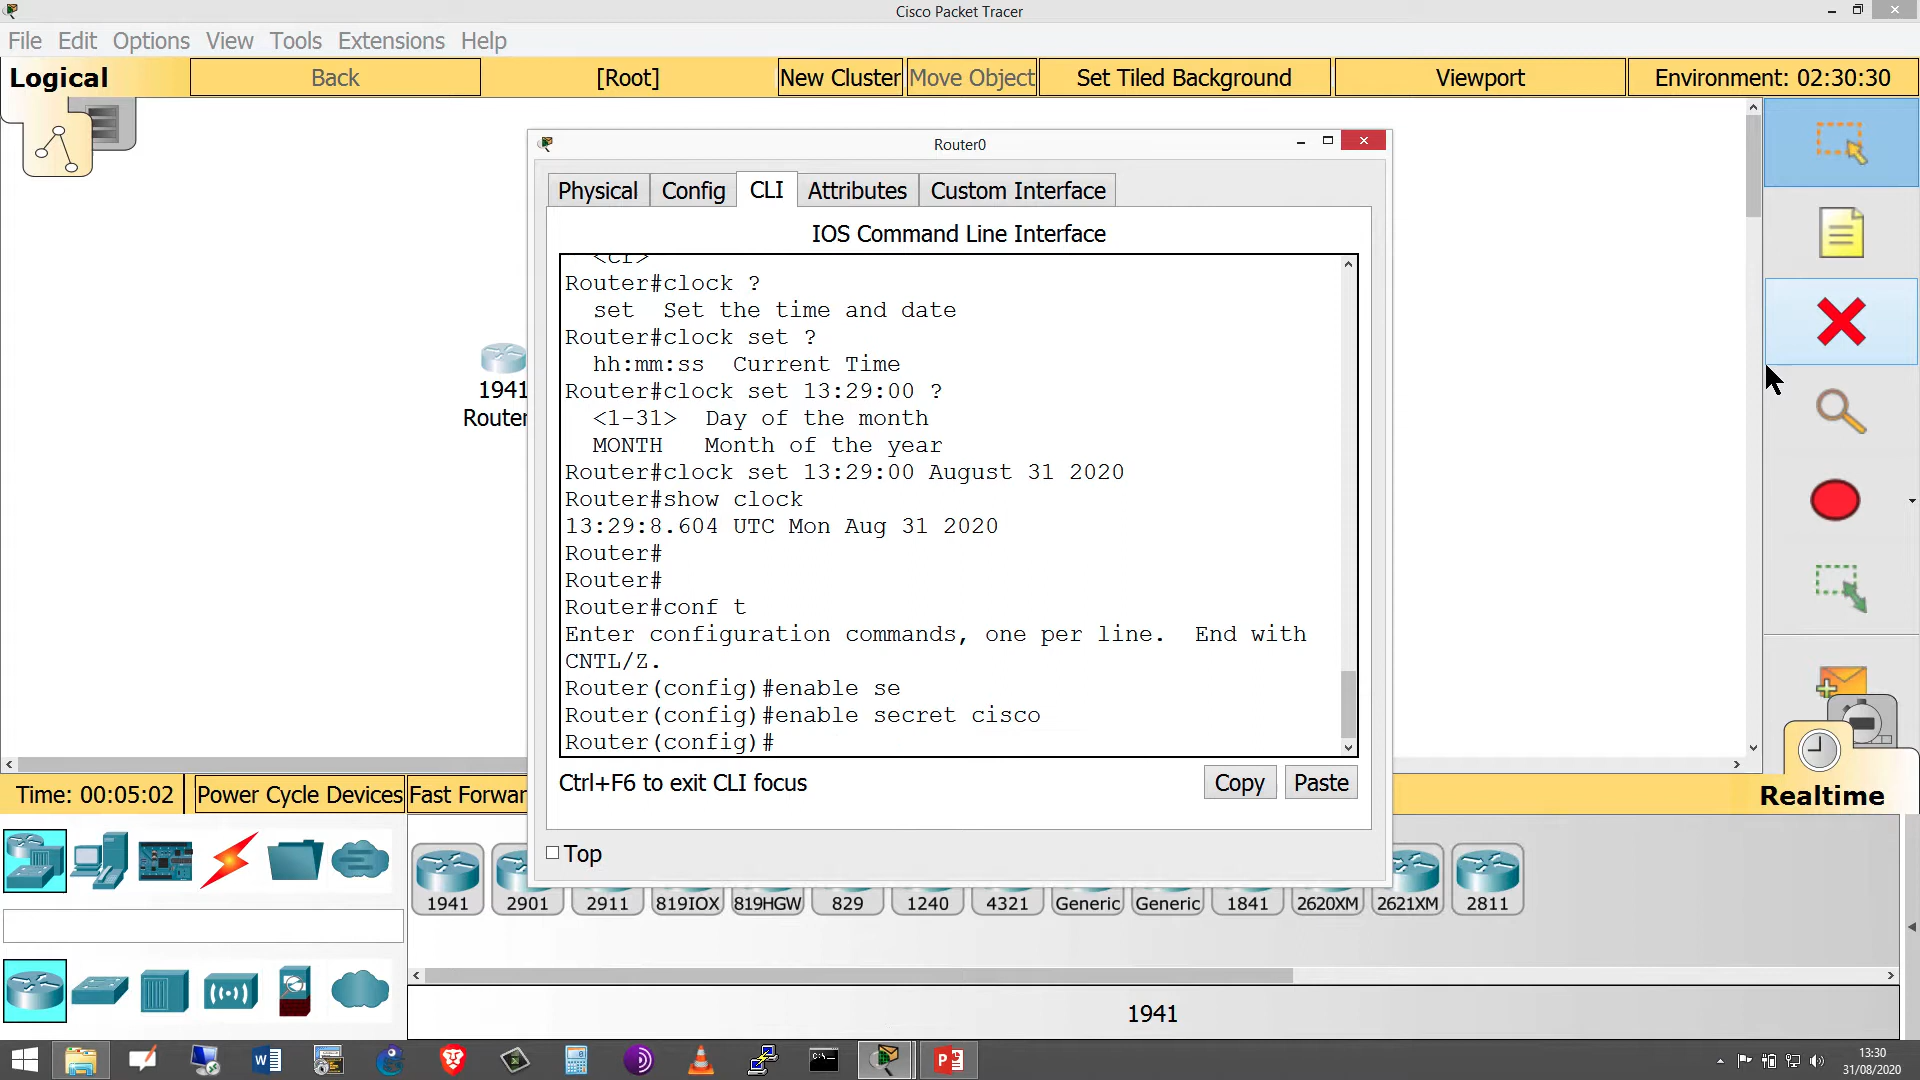 Cisco Packet Tracer
File Edit Options View Tools Extensions Help
Logical Back [Root] New Cluster Move Object Set Tiled Background Viewport Environment: 02:30:30
Router0
Physical Config CLI Attributes Custom Interface
IOS Command Line Interface
<cr>
Router#clock ?
set Set the time and date
Router#clock set ?
hh:mm:ss Current Time
Router#clock set 13:29:00 ?
<1-31> Day of the month
MONTH Month of the year
Router#clock set 13:29:00 August 31 2020
Router#show clock
13:29:8.604 UTC Mon Aug 31 2020
Router#
Router#
Router#conf t
Enter configuration commands, one per line. End with
CNTL/Z.
Router(config)#enable se
Router(config)#enable secret cisco
Router(config)#
Ctrl+F6 to exit CLI focus Copy Paste
Top
1941
Router
Time: 00:05:02 Power Cycle Devices Fast Forwar Realtime
1941 2901 2911 819IOX 819HGW 829 1240 4321 Generic Generic 1841 2620XM 2621XM 2811
1941
13:30
31/08/2020